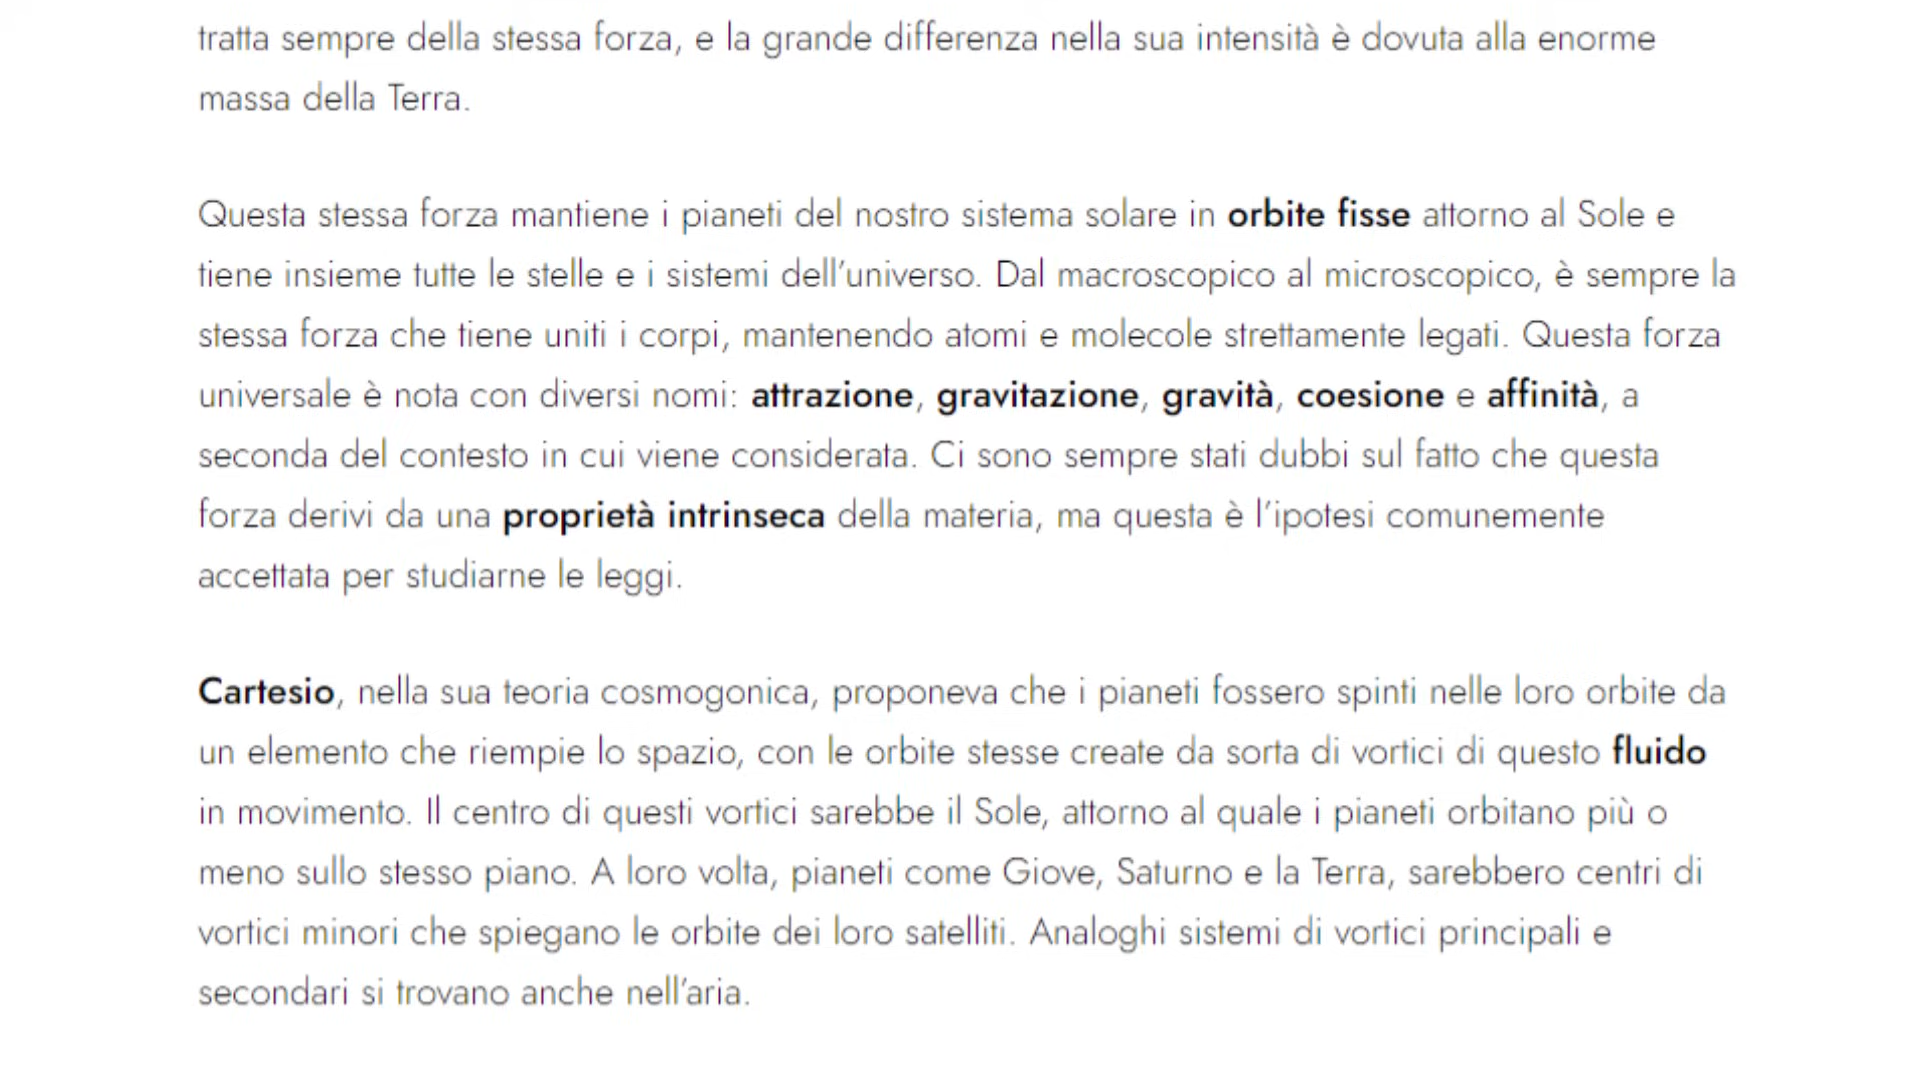 tratta sempre della stessa forza, e la grande differenza nella sua intensità è dovuta alla enorme
massa della Terra.
Questa stessa forza mantiene i pianeti del nostro sistema solare in orbite fisse attorno al Sole e
tiene insieme tutte le stelle e i sistemi dell'universo. Dal macroscopico al microscopico, è sempre la
stessa forza che tiene uniti i corpi, mantenendo atomi e molecole strettamente legati. Questa forza
universale è nota con diversi nomi: attrazione, gravitazione, gravità, coesione e affinità, a
seconda del contesto in cui viene considerata. Ci sono sempre stati dubbi sul fatto che questa
forza derivi da una proprietà intrinseca della materia, ma questa è l'ipotesi comunemente
accettata per studiarne le leggi.
Cartesio, nella sua teoria cosmogonica, proponeva che i pianeti fossero spinti nelle loro orbite da
un elemento che riempie lo spazio, con le orbite stesse create da sorta di vortici di questo fluido
in movimento. Il centro di questi vortici sarebbe il Sole, attorno al quale i pianeti orbitano più o
meno sullo stesso piano. A loro volta, pianeti come Giove, Saturno e la Terra, sarebbero centri di
vortici minori che spiegano le orbite dei loro satelliti. Analoghi sistemi di vortici principali e
secondari si trovano anche nell'aria.